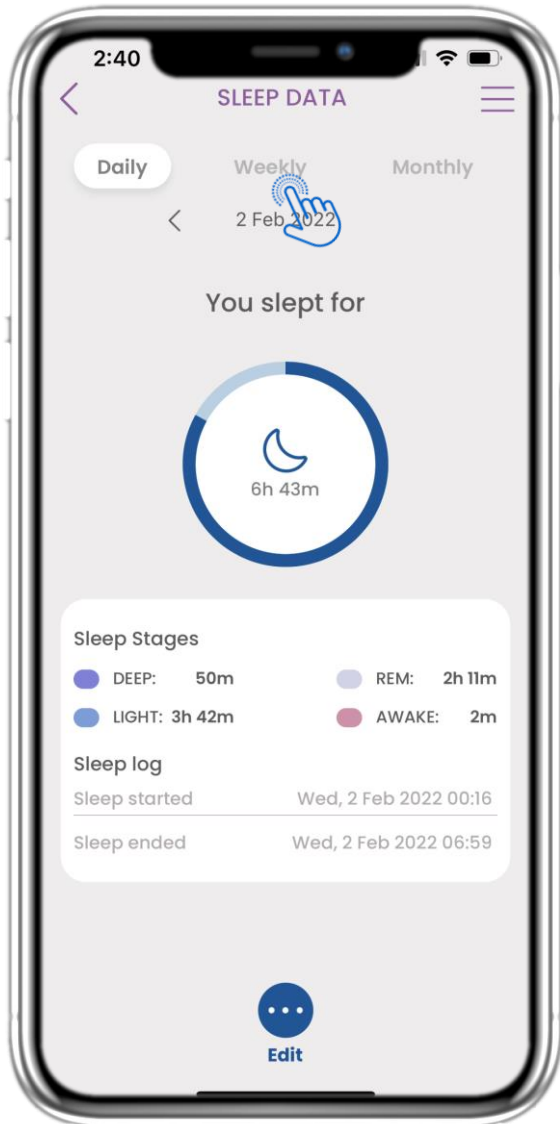 2:40
SLEEP DATA
Daily Weekly Monthly
2 Feb 2022
You slept for
6h 43m
Sleep Stages
DEEP: 50m REM: 2h 11m
LIGHT: 3h 42m AWAKE: 2m
Sleep log
Sleep started Wed, 2 Feb 2022 00:16
Sleep ended Wed, 2 Feb 2022 06:59
Edit